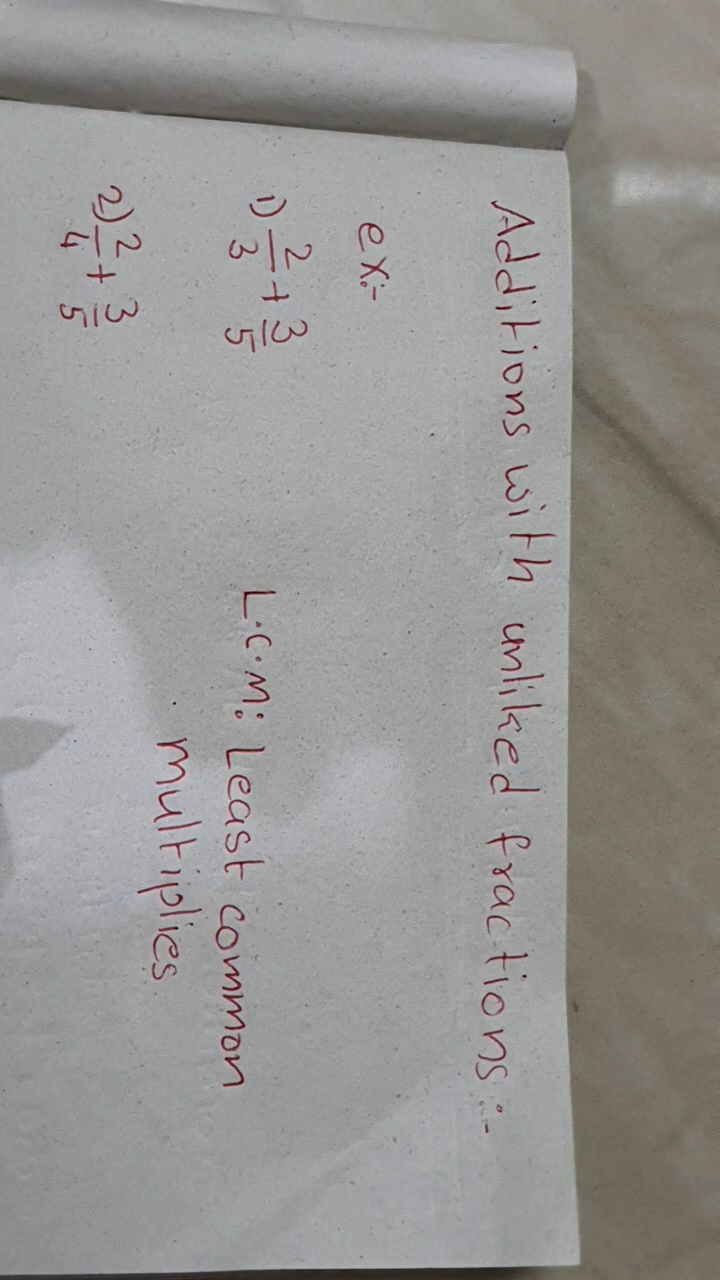 Additions with unliked fractions:-
ex:-
1) 2/3 + 3/5
L.C.M: Least common
multiplies
2) 2/4 + 3/5